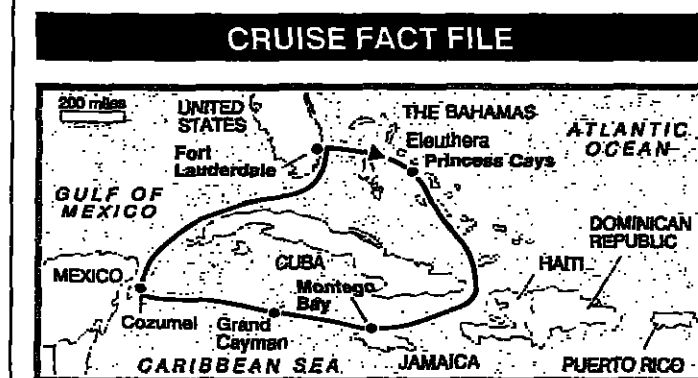 CRUISE FACT FILE
200 miles
UNITED
STATES
THE BAHAMAS
Eleuthera
Princess Cays
ATLANTIC
OCEAN
Fort
Lauderdale
GULF OF
MEXICO
DOMINICAN
REPUBLIC
HAITI
CUBA
MEXICO
Montego
Bay
Cozumel
Grand
Cayman
CARIBBEAN SEA
JAMAICA
PUERTO RICO